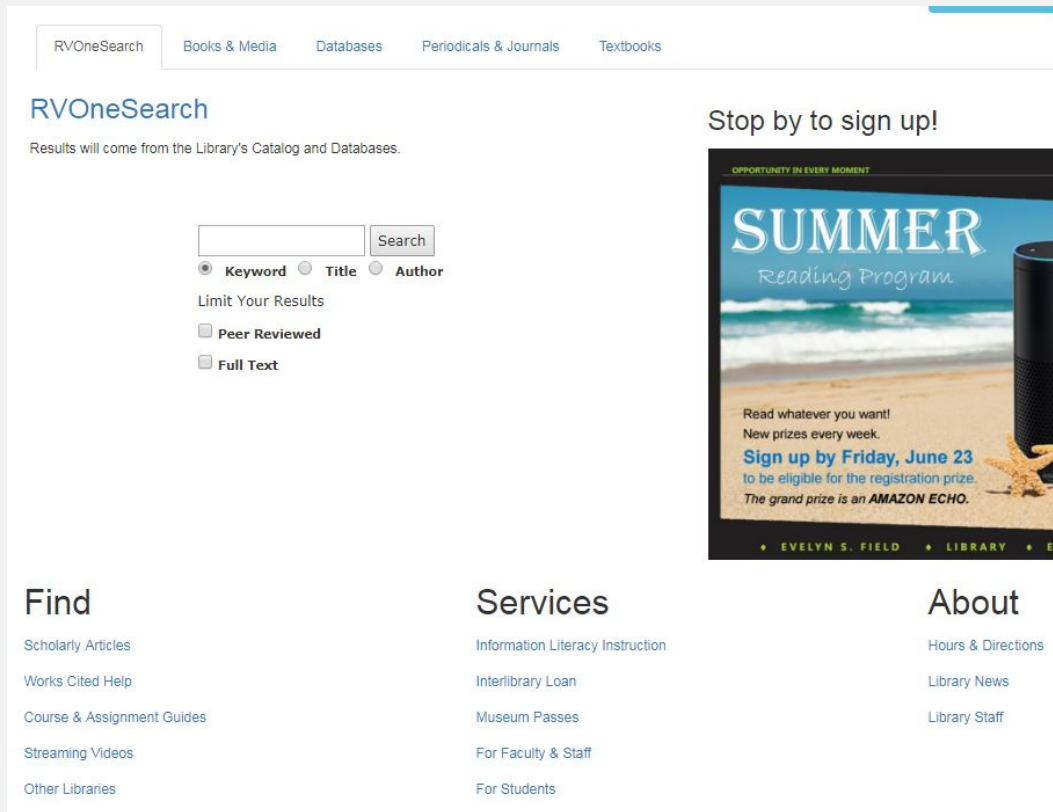 RVOneSearch Books & Media Databases Periodicals & Journals Textbooks
RVOneSearch
Results will come from the Library's Catalog and Databases.
Search
Keyword Title Author
Limit Your Results
Peer Reviewed
Full Text
Stop by to sign up!
OPPORTUNITY IN EVERY MOMENT
SUMMER
Reading Program
Read whatever you want!
New prizes every week.
Sign up by Friday, June 23
to be eligible for the registration prize.
The grand prize is an AMAZON ECHO.
♦ EVELYN S. FIELD ♦ LIBRARY ♦ E
Find
Scholarly Articles
Works Cited Help
Course & Assignment Guides
Streaming Videos
Other Libraries
Services
Information Literacy Instruction
Interlibrary Loan
Museum Passes
For Faculty & Staff
For Students
About
Hours & Directions
Library News
Library Staff